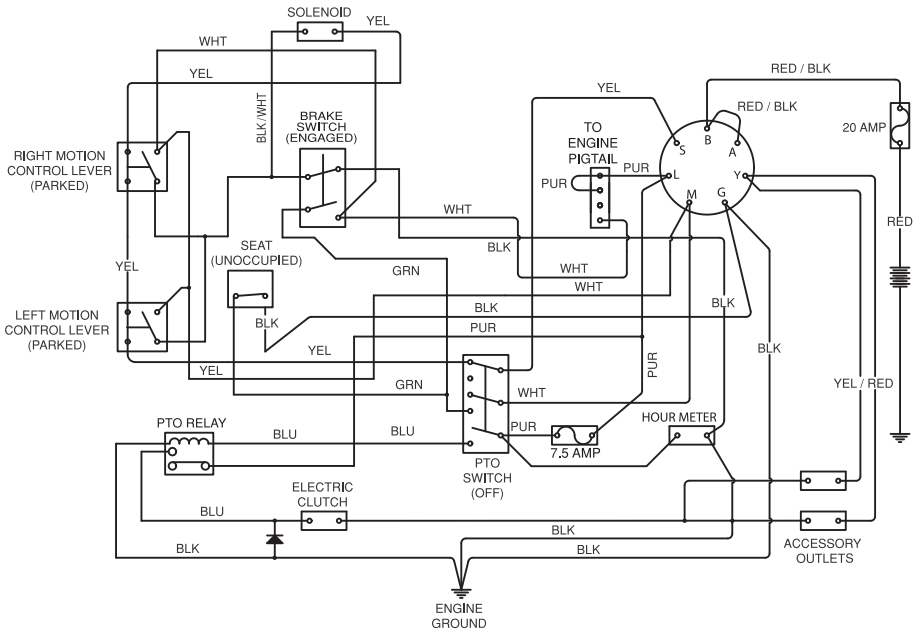 SOLENOID
YEL
WHT
YEL
RED / BLK
BLK / WHT
YEL
RED / BLK
BRAKE
SWITCH
(ENGAGED)
TO
ENGINE
PIGTAIL
20 AMP
B
S
A
RIGHT MOTION
CONTROL LEVER
(PARKED)
PUR
PUR
L
Y
M
G
WHT
RED
SEAT
(UNOCCUPIED)
BLK
YEL
GRN
WHT
WHT
BLK
BLK
LEFT MOTION
CONTROL LEVER
(PARKED)
BLK
PUR
YEL
BLK
YEL
GRN
PUR
YEL / RED
WHT
PTO RELAY
BLU
BLU
PUR
HOUR METER
7.5 AMP
PTO
SWITCH
(OFF)
ELECTRIC
CLUTCH
BLU
BLK
BLK
BLK
ACCESSORY
OUTLETS
ENGINE
GROUND